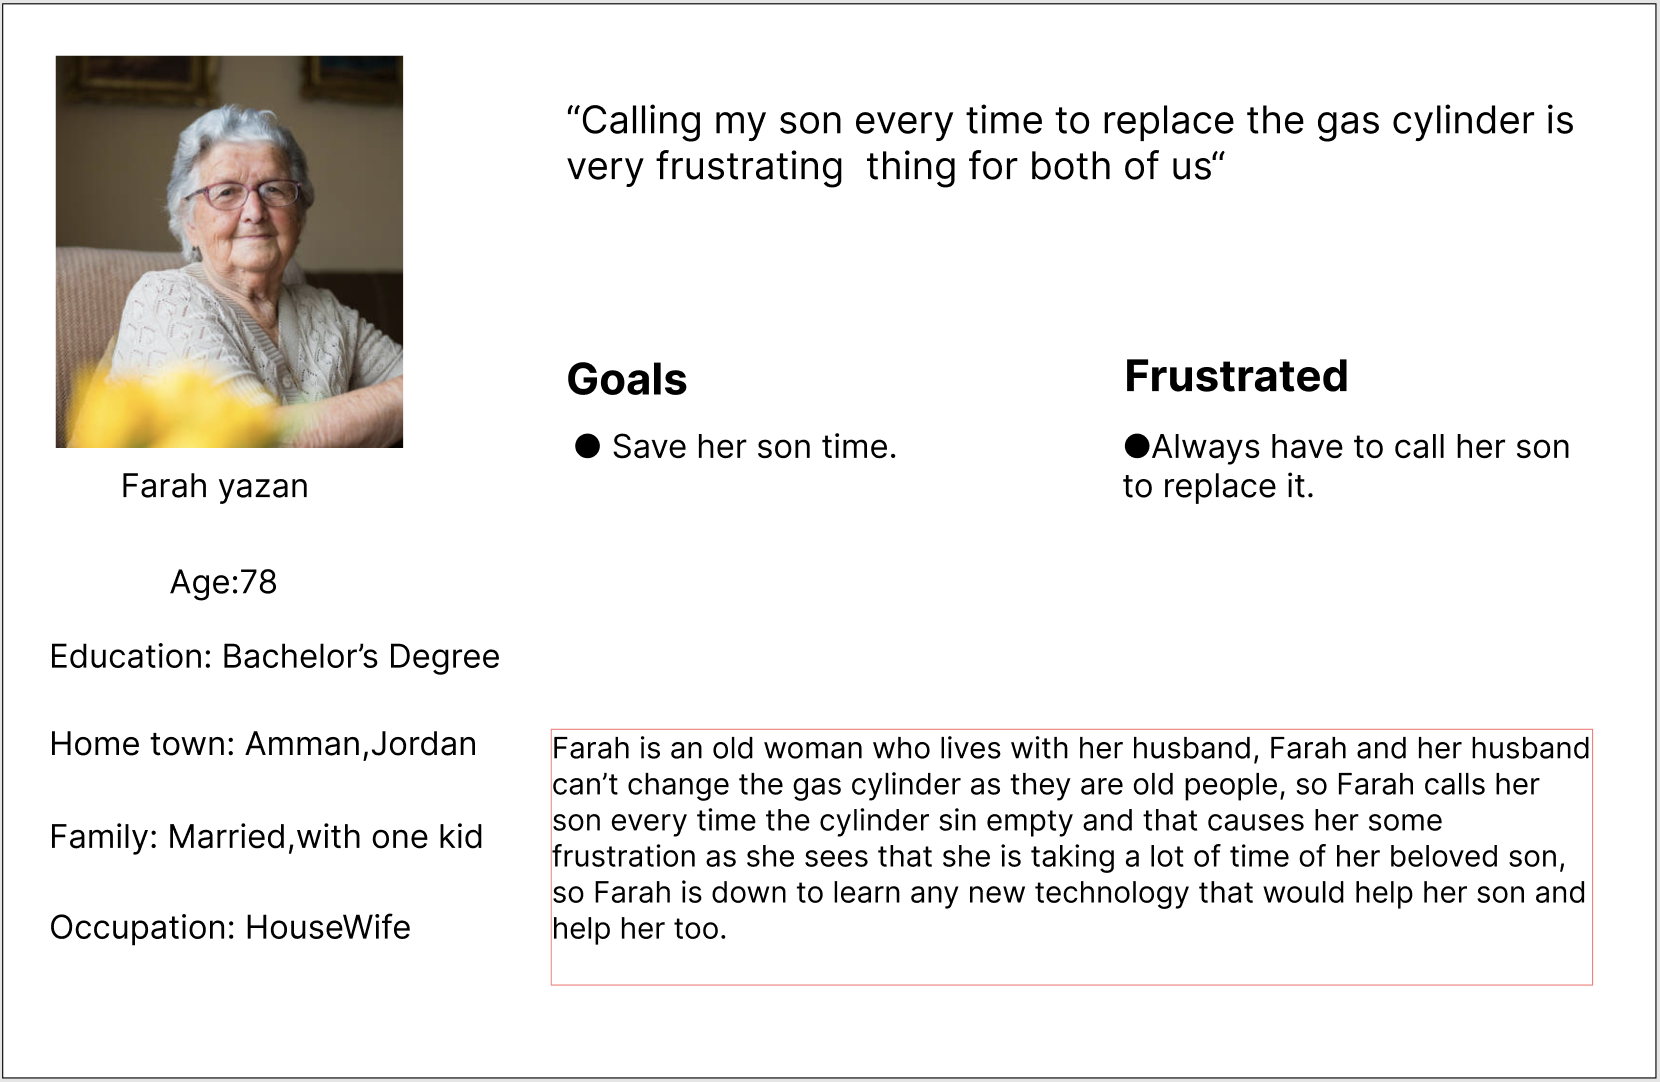 “Calling my son every time to replace the gas cylinder is
very frustrating  thing for both of us“
Goals
● Save her son time.
Frustrated
●Always have to call her son
to replace it.
Farah yazan
Age:78
Education: Bachelor’s Degree
Home town: Amman,Jordan
Family: Married,with one kid
Occupation: HouseWife
Farah is an old woman who lives with her husband, Farah and her husband
can’t change the gas cylinder as they are old people, so Farah calls her
son every time the cylinder sin empty and that causes her some
frustration as she sees that she is taking a lot of time of her beloved son,
so Farah is down to learn any new technology that would help her son and
help her too.